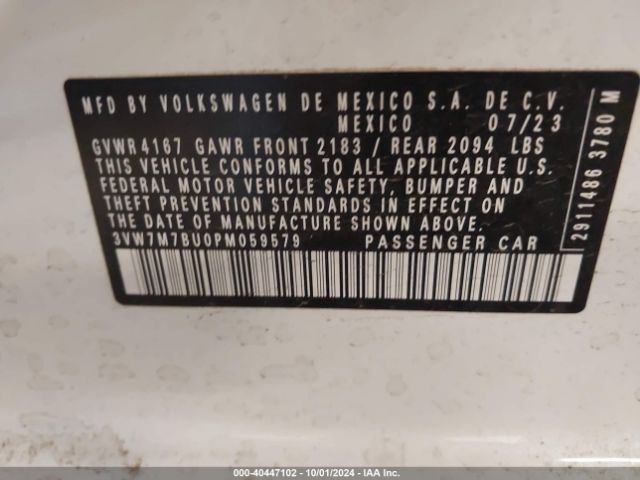 MFD BY VOLKSWAGEN DE MEXICO S.A. DE C.V.
MEXICO 07/23
GVWR 4167 GAWR FRONT 2183 / REAR 2094 LBS
THIS VEHICLE CONFORMS TO ALL APPLICABLE U.S.
FEDERAL MOTOR VEHICLE SAFETY, BUMPER AND
THEFT PREVENTION STANDARDS IN EFFECT ON
THE DATE OF MANUFACTURE SHOWN ABOVE.
3VW7M7BU0PM059579 PASSENGER CAR
2911486 3780 M
000-40447102 - 10/01/2024 - IAA Inc.